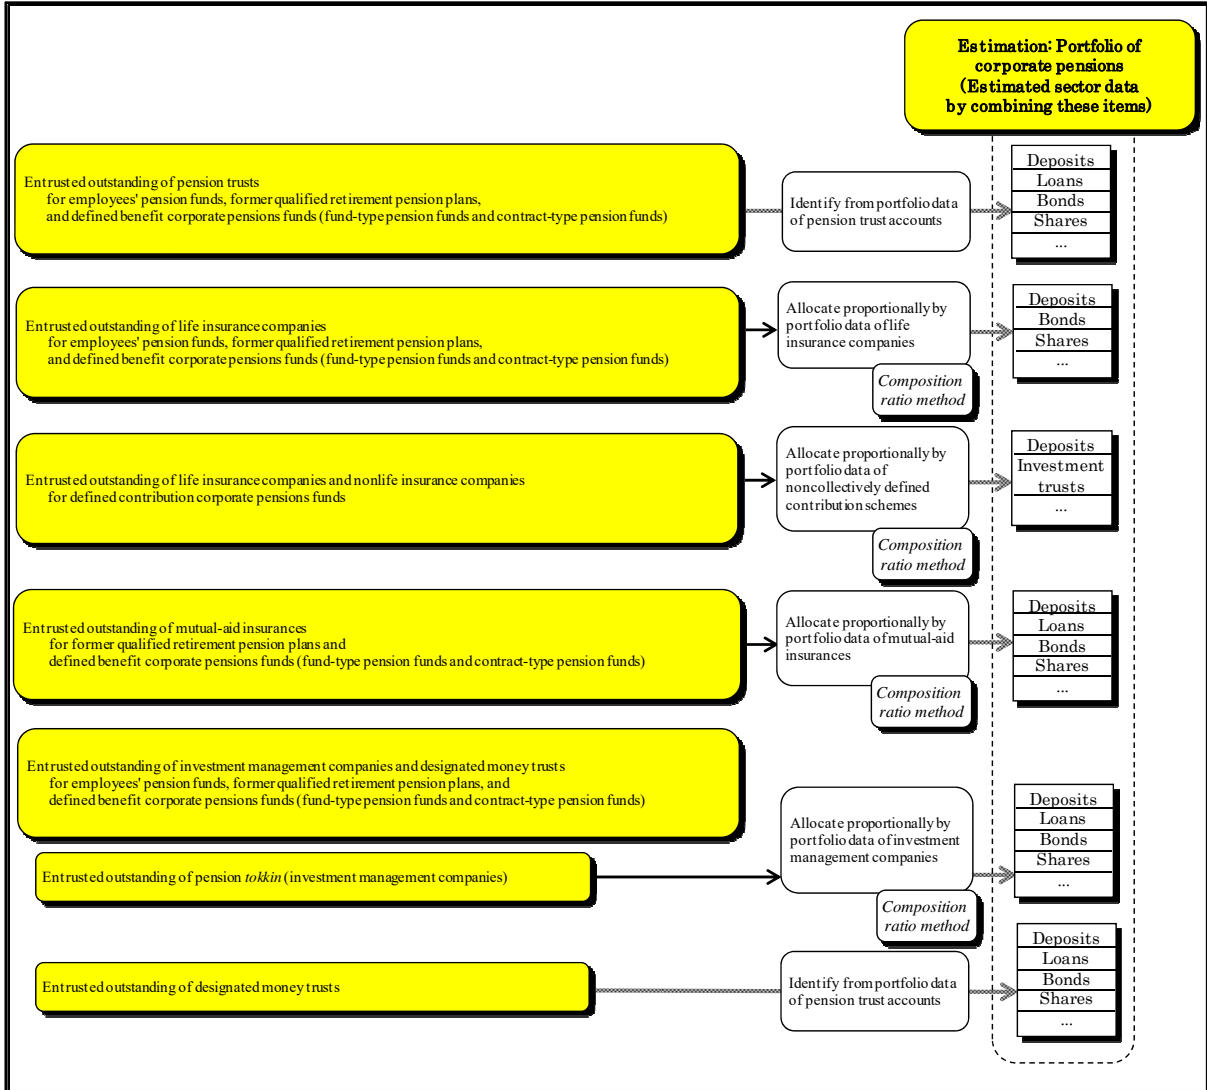 Estimation: Portfolio of
corporate pensions
(Estimated sector data
by combining these items)
Entrusted outstanding of pension trusts
for employees' pension funds, former qualified retirement pension plans,
and defined benefit corporate pensions funds (fund-type pension funds and contract-type pension funds)
Identify from portfolio data
of pension trust accounts
Deposits
Loans
Bonds
Shares
...
Entrusted outstanding of life insurance companies
for employees' pension funds, former qualified retirement pension plans,
and defined benefit corporate pensions funds (fund-type pension funds and contract-type pension funds)
Allocate proportionally by
portfolio data of life
insurance companies
Composition
ratio method
Deposits
Bonds
Shares
...
Entrusted outstanding of life insurance companies and nonlife insurance companies
for defined contribution corporate pensions funds
Allocate proportionally by
portfolio data of
noncollectively defined
contribution schemes
Composition
ratio method
Deposits
Investment
trusts
...
Entrusted outstanding of mutual-aid insurances
for former qualified retirement pension plans and
defined benefit corporate pensions funds (fund-type pension funds and contract-type pension funds)
Allocate proportionally by
portfolio data of mutual-aid
insurances
Composition
ratio method
Deposits
Loans
Bonds
Shares
...
Entrusted outstanding of investment management companies and designated money trusts
for employees' pension funds, former qualified retirement pension plans, and
defined benefit corporate pensions funds (fund-type pension funds and contract-type pension funds)
Entrusted outstanding of pension tokkin (investment management companies)
Allocate proportionally by
portfolio data of investment
management companies
Composition
ratio method
Deposits
Loans
Bonds
Shares
...
Entrusted outstanding of designated money trusts
Identify from portfolio data
of pension trust accounts
Deposits
Loans
Bonds
Shares
...